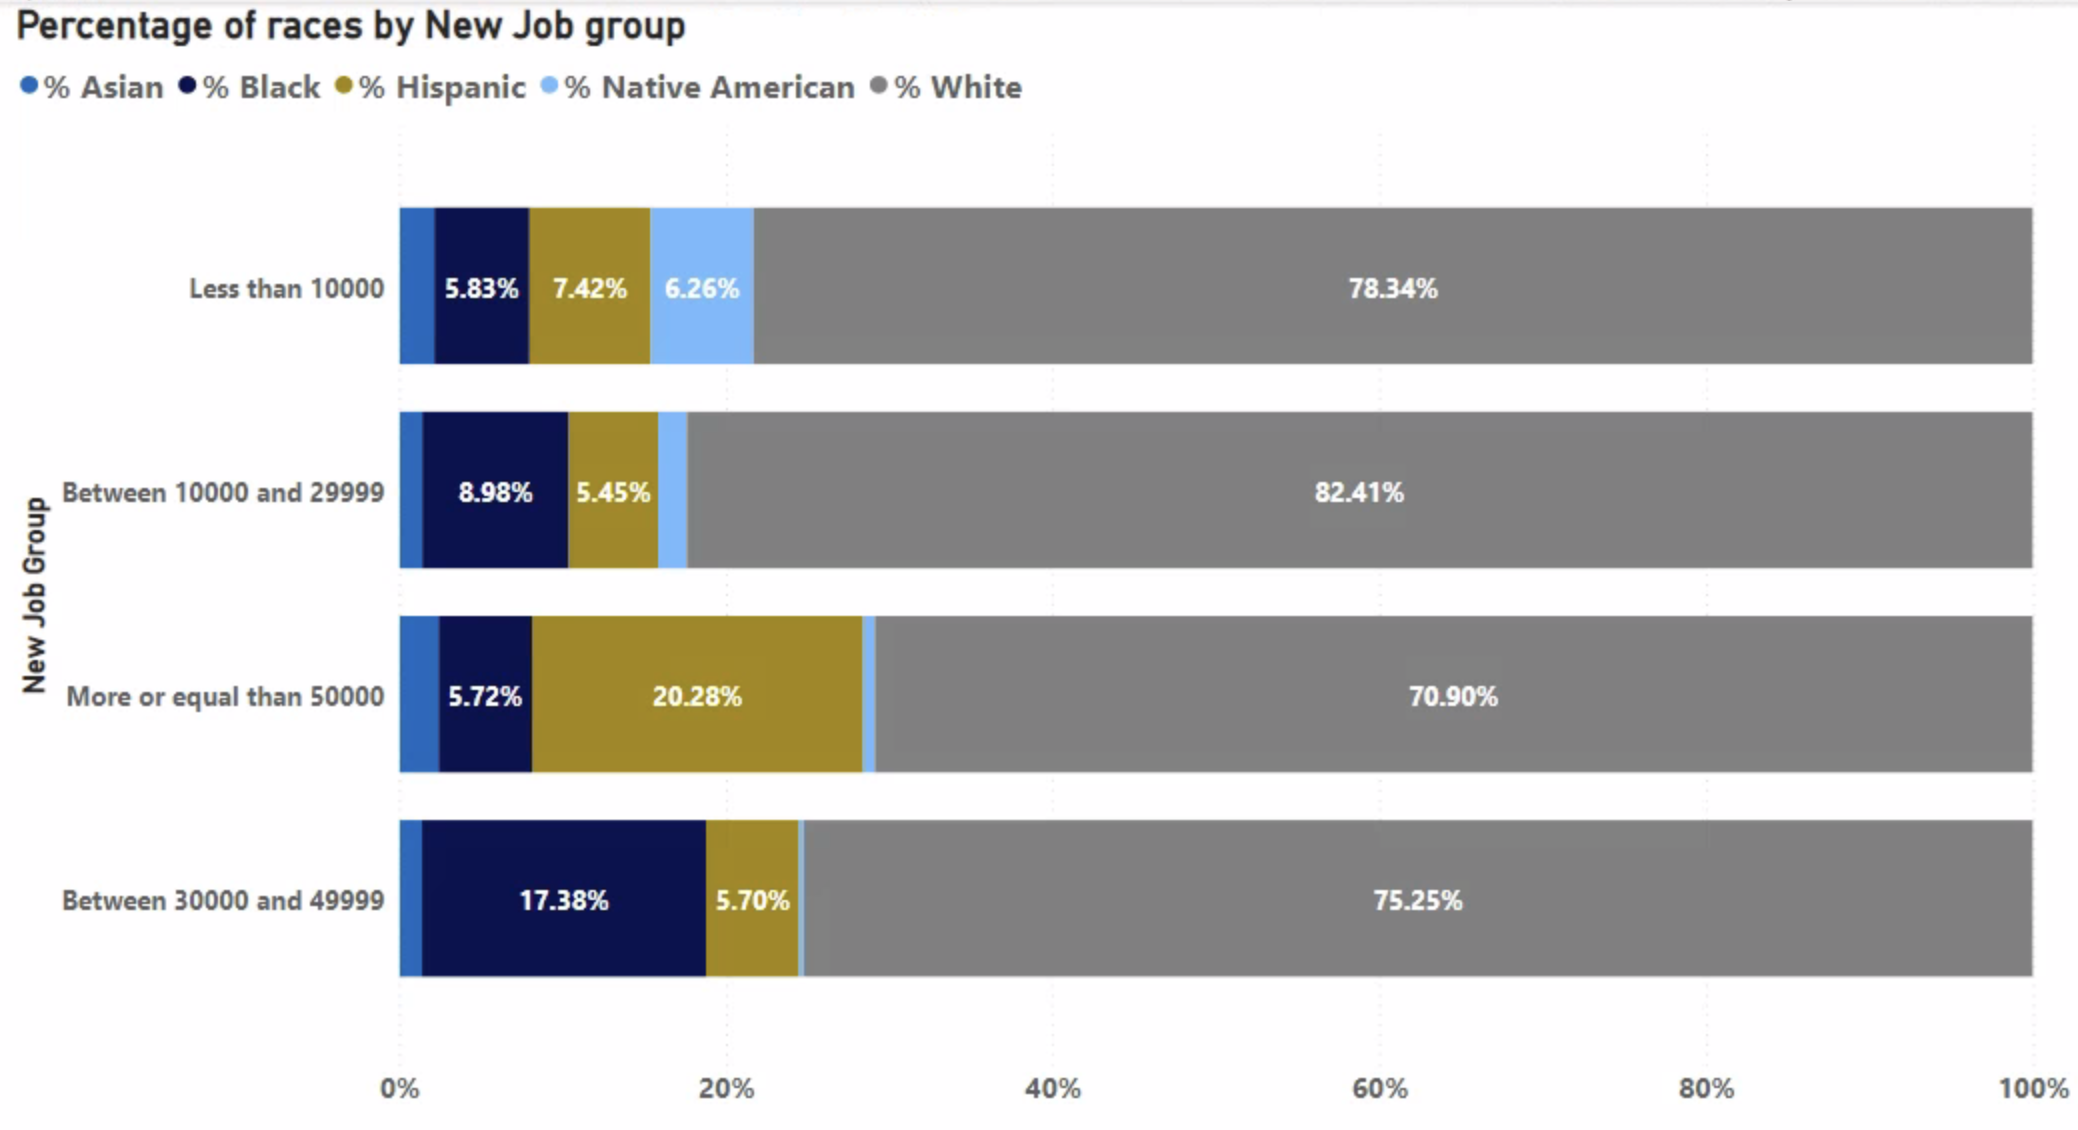 Percentage of races by New Job group
% Asian % Black % Hispanic % Native American % White
Less than 10000
5.83% 7.42% 6.26% 78.34%
Between 10000 and 29999
8.98% 5.45% 82.41%
More or equal than 50000
5.72% 20.28% 70.90%
Between 30000 and 49999
17.38% 5.70% 75.25%
New Job Group
0% 20% 40% 60% 80% 100%